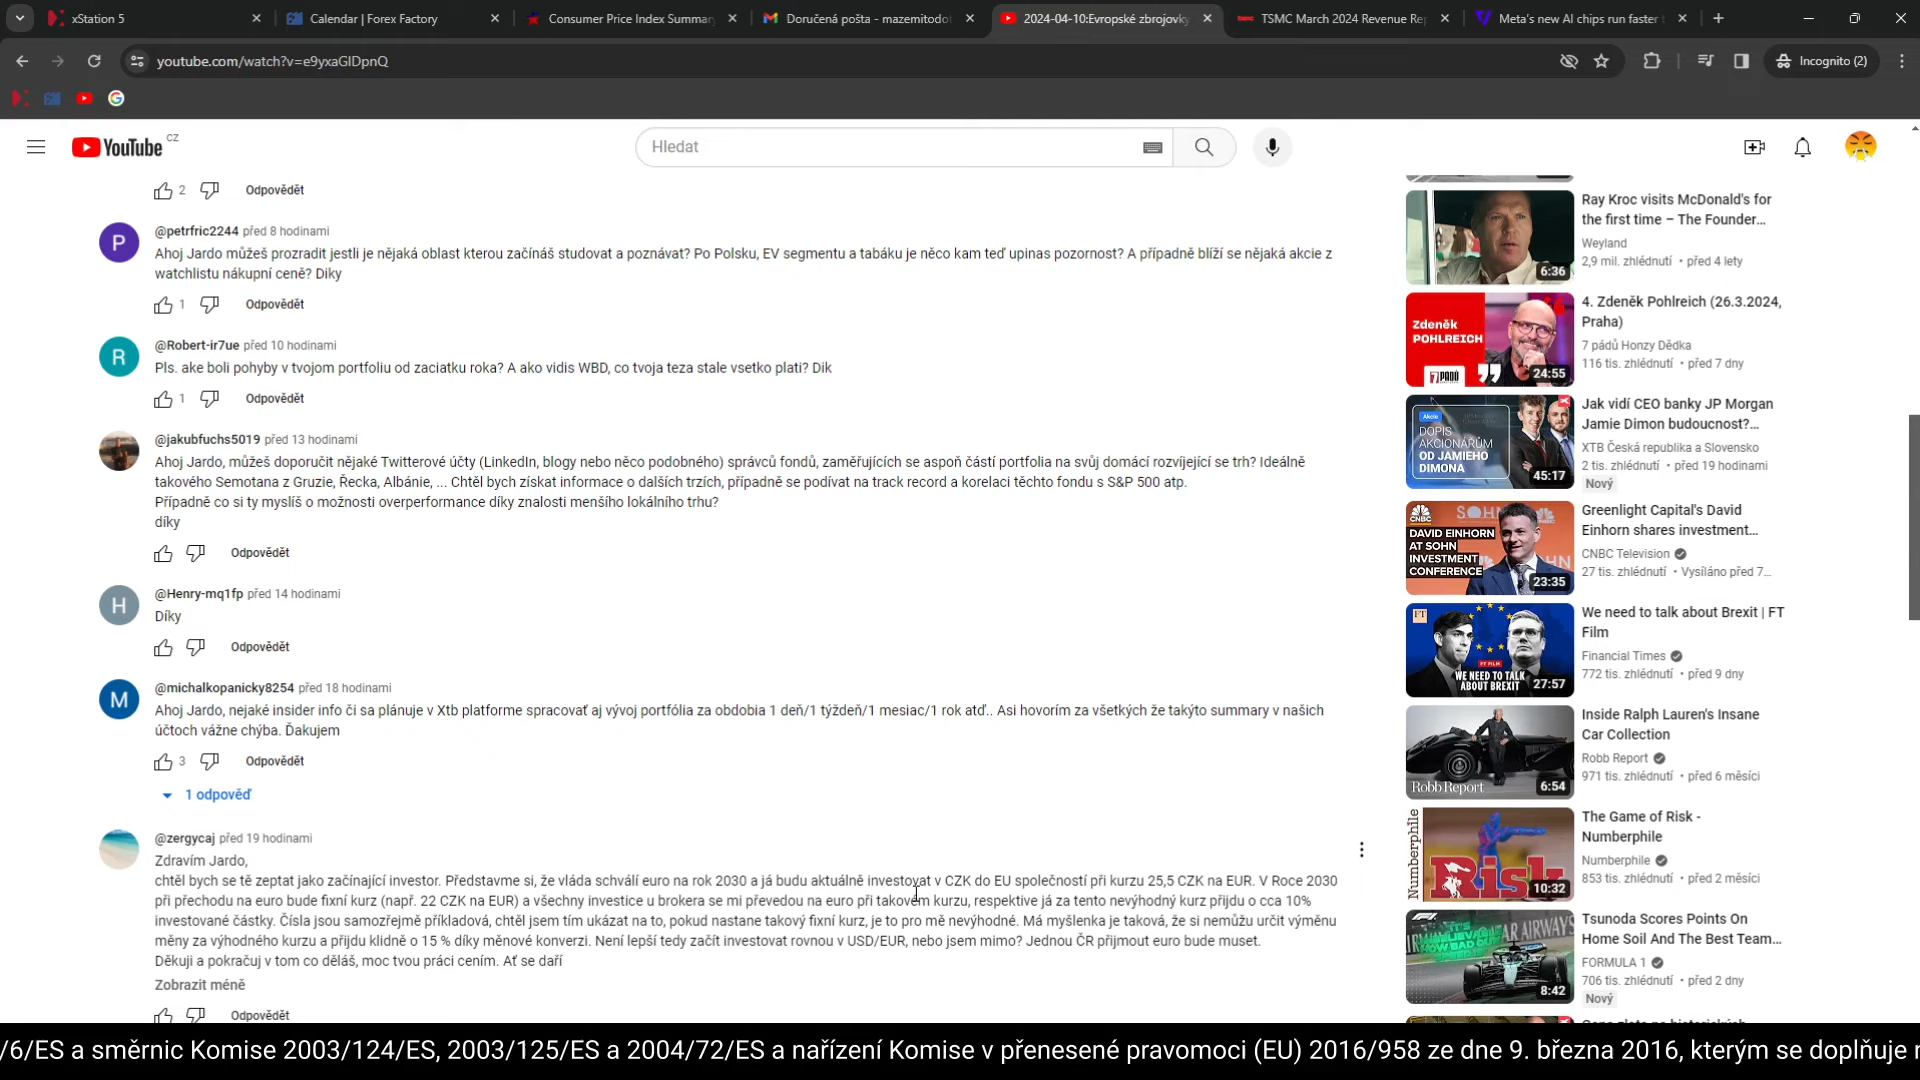 xStation 5
Calendar | Forex Factory
Consumer Price Index Summar
Doručená pošta - mazemitodo
2024-04-10:Evropské zbrojovky
TSMC March 2024 Revenue Re
Meta's new AI chips run faster
youtube.com/watch?v=e9yxaGlDpnQ
Incognito (2)
YouTube CZ
Hledat
2 Odpovědět
@petrfric2244 před 8 hodinami
Ahoj Jardo můžeš prozradit jestli je nějaká oblast kterou začínáš studovat a poznávat? Po Polsku, EV segmentu a tabáku je něco kam teď upinas pozornost? A případně blíží se nějaká akcie z
watchlistu nákupní ceně? Diky
1 Odpovědět
@Robert-ir7ue před 10 hodinami
Pls. ake boli pohyby v tvojom portfoliu od zaciatku roka? A ako vidis WBD, co tvoja teza stale vsetko plati? Dik
1 Odpovědět
@jakubfuchs5019 před 13 hodinami
Ahoj Jardo, můžeš doporučit nějaké Twitterové účty (LinkedIn, blogy nebo něco podobného) správců fondů, zaměřujících se aspoň částí portfolia na svůj domácí rozvíjející se trh? Ideálně
takového Semotana z Gruzie, Řecka, Albánie, ... Chtěl bych získat informace o dalších trzích, případně se podívat na track record a korelaci těchto fondu s S&P 500 atp.
Případně co si ty myslíš o možnosti overperformance díky znalosti menšího lokálního trhu?
díky
Odpovědět
@Henry-mq1fp před 14 hodinami
Díky
Odpovědět
@michalkopanicky8254 před 18 hodinami
Ahoj Jardo, nejaké insider info či sa plánuje v Xtb platforme spracovať aj vývoj portfólia za obdobia 1 deň/1 týždeň/1 mesiac/1 rok atď.. Asi hovorím za všetkých že takýto summary v našich
účtoch vážne chýba. Ďakujem
3 Odpovědět
1 odpověď
@zergycaj před 19 hodinami
Zdravím Jardo,
chtěl bych se tě zeptat jako začínající investor. Představme si, že vláda schválí euro na rok 2030 a já budu aktuálně investovat v CZK do EU společností při kurzu 25,5 CZK na EUR. V Roce 2030
při přechodu na euro bude fixní kurz (např. 22 CZK na EUR) a všechny investice u brokera se mi převedou na euro při takovém kurzu, respektive já za tento nevýhodný kurz přijdu o cca 10%
investované částky. Čísla jsou samozřejmě příkladová, chtěl jsem tím ukázat na to, pokud nastane takový fixní kurz, je to pro mě nevýhodné. Má myšlenka je taková, že si nemůžu určit výměnu
měny za výhodného kurzu a přijdu klidně o 15 % díky měnové konverzi. Není lepší tedy začít investovat rovnou v USD/EUR, nebo jsem mimo? Jednou ČR přijmout euro bude muset.
Děkuji a pokračuj v tom co děláš, moc tvou práci cením. Ať se daří
Zobrazit méně
Odpovědět
6:36
Ray Kroc visits McDonald's for
the first time – The Founder...
Weyland
2,9 mil. zhlédnutí • před 4 lety
Zdeněk
POHLREICH
24:55
4. Zdeněk Pohlreich (26.3.2024,
Praha)
7 pádů Honzy Dědka
116 tis. zhlédnutí • před 7 dny
Akcie
DOPIS
AKCIONÁRŮM
OD JAMIEHO
DIMONA
45:17
Jak vidí CEO banky JP Morgan
Jamie Dimon budoucnost?...
XTB Česká republika a Slovensko
2 tis. zhlédnutí • před 19 hodinami
Nový
CNBC
SOHN
DAVID EINHORN
AT SOHN
INVESTMENT
CONFERENCE
23:35
Greenlight Capital's David
Einhorn shares investment...
CNBC Television
27 tis. zhlédnutí • Vysíláno před 7...
FT
FT FILM
WE NEED TO TALK
ABOUT BREXIT
27:57
We need to talk about Brexit | FT
Film
Financial Times
772 tis. zhlédnutí • před 9 dny
Robb Report
6:54
Inside Ralph Lauren's Insane
Car Collection
Robb Report
971 tis. zhlédnutí • před 6 měsíci
Numberphile
RISK
10:32
The Game of Risk -
Numberphile
Numberphile
853 tis. zhlédnutí • před 2 měsíci
8:42
Tsunoda Scores Points On
Home Soil And The Best Team...
FORMULA 1
706 tis. zhlédnutí • před 2 dny
Nový
/6/ES a směrnic Komise 2003/124/ES, 2003/125/ES a 2004/72/ES a nařízení Komise v přenesené pravomoci (EU) 2016/958 ze dne 9. března 2016, kterým se doplňuje